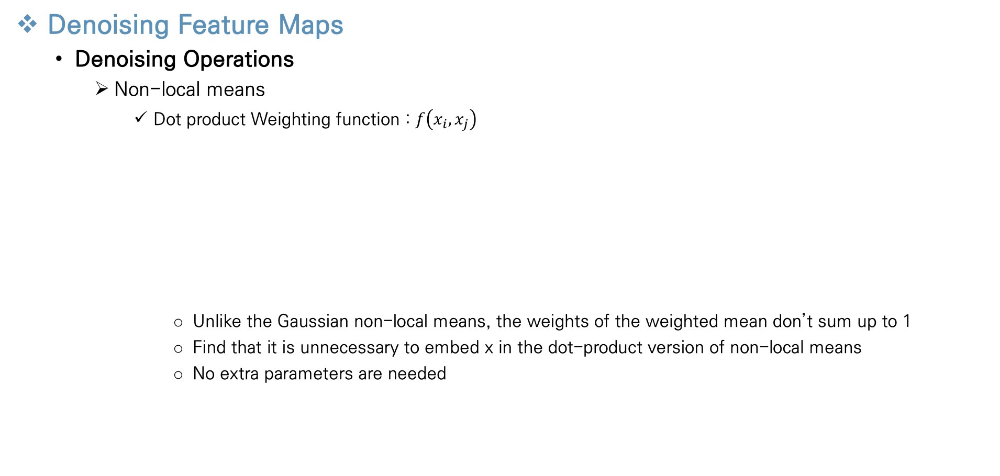 ❖ Denoising Feature Maps
• Denoising Operations
➢ Non-local means
✓ Dot product Weighting function : f(x_i, x_j)
○ Unlike the Gaussian non-local means, the weights of the weighted mean don't sum up to 1
○ Find that it is unnecessary to embed x in the dot-product version of non-local means
○ No extra parameters are needed